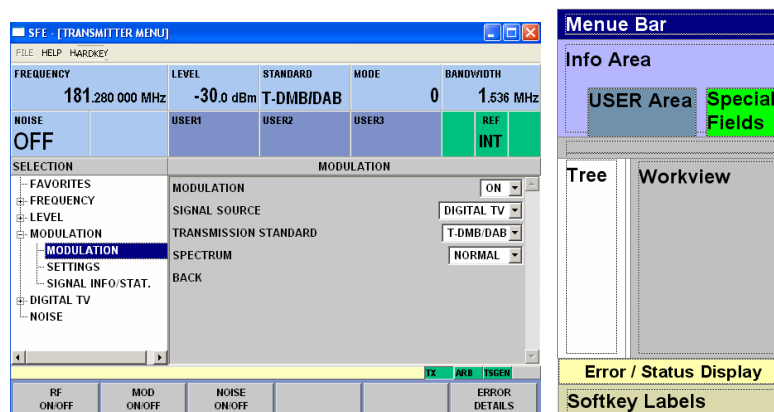 SFE - [TRANSMITTER MENU]
FILE HELP HARDKEY
FREQUENCY LEVEL STANDARD MODE BANDWIDTH
181.280 000 MHz -30.0 dBm T-DMB/DAB 0 1.536 MHz
NOISE USER1 USER2 USER3 REF
OFF INT
SELECTION MODULATION
FAVORITES
FREQUENCY
LEVEL
MODULATION
MODULATION
SETTINGS
SIGNAL INFO/STAT.
DIGITAL TV
NOISE
MODULATION ON
SIGNAL SOURCE DIGITAL TV
TRANSMISSION STANDARD T-DMB/DAB
SPECTRUM NORMAL
BACK
TX ARB TSGEN
RF ON/OFF
MOD ON/OFF
NOISE ON/OFF
ERROR DETAILS
Menue Bar
Info Area
USER Area
Special
Fields
Tree
Workview
Error / Status Display
Softkey Labels